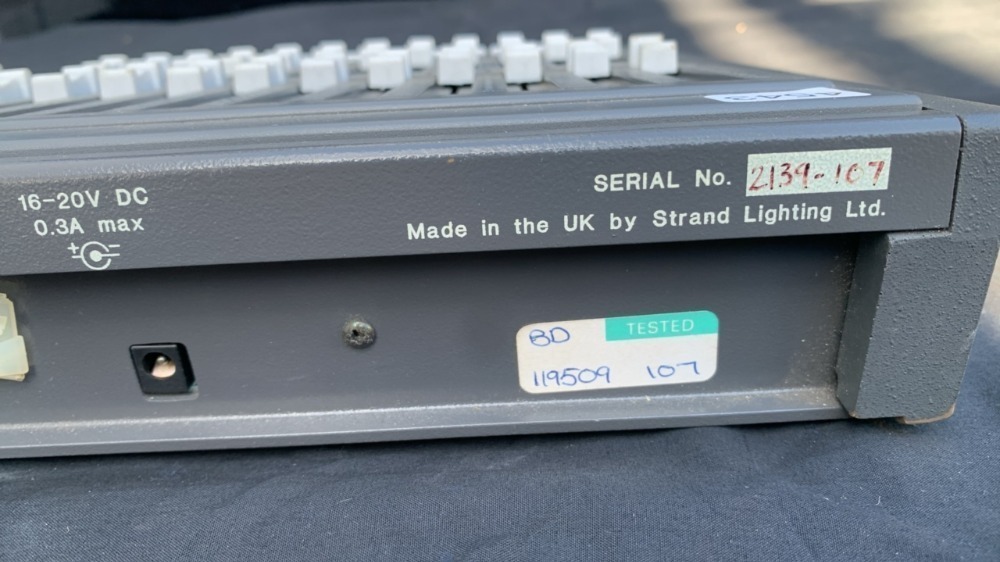 16-20V DC
0.3A max
+ -
SERIAL No. 2139-107
Made in the UK by Strand Lighting Ltd.
TESTED
BD
119509 107